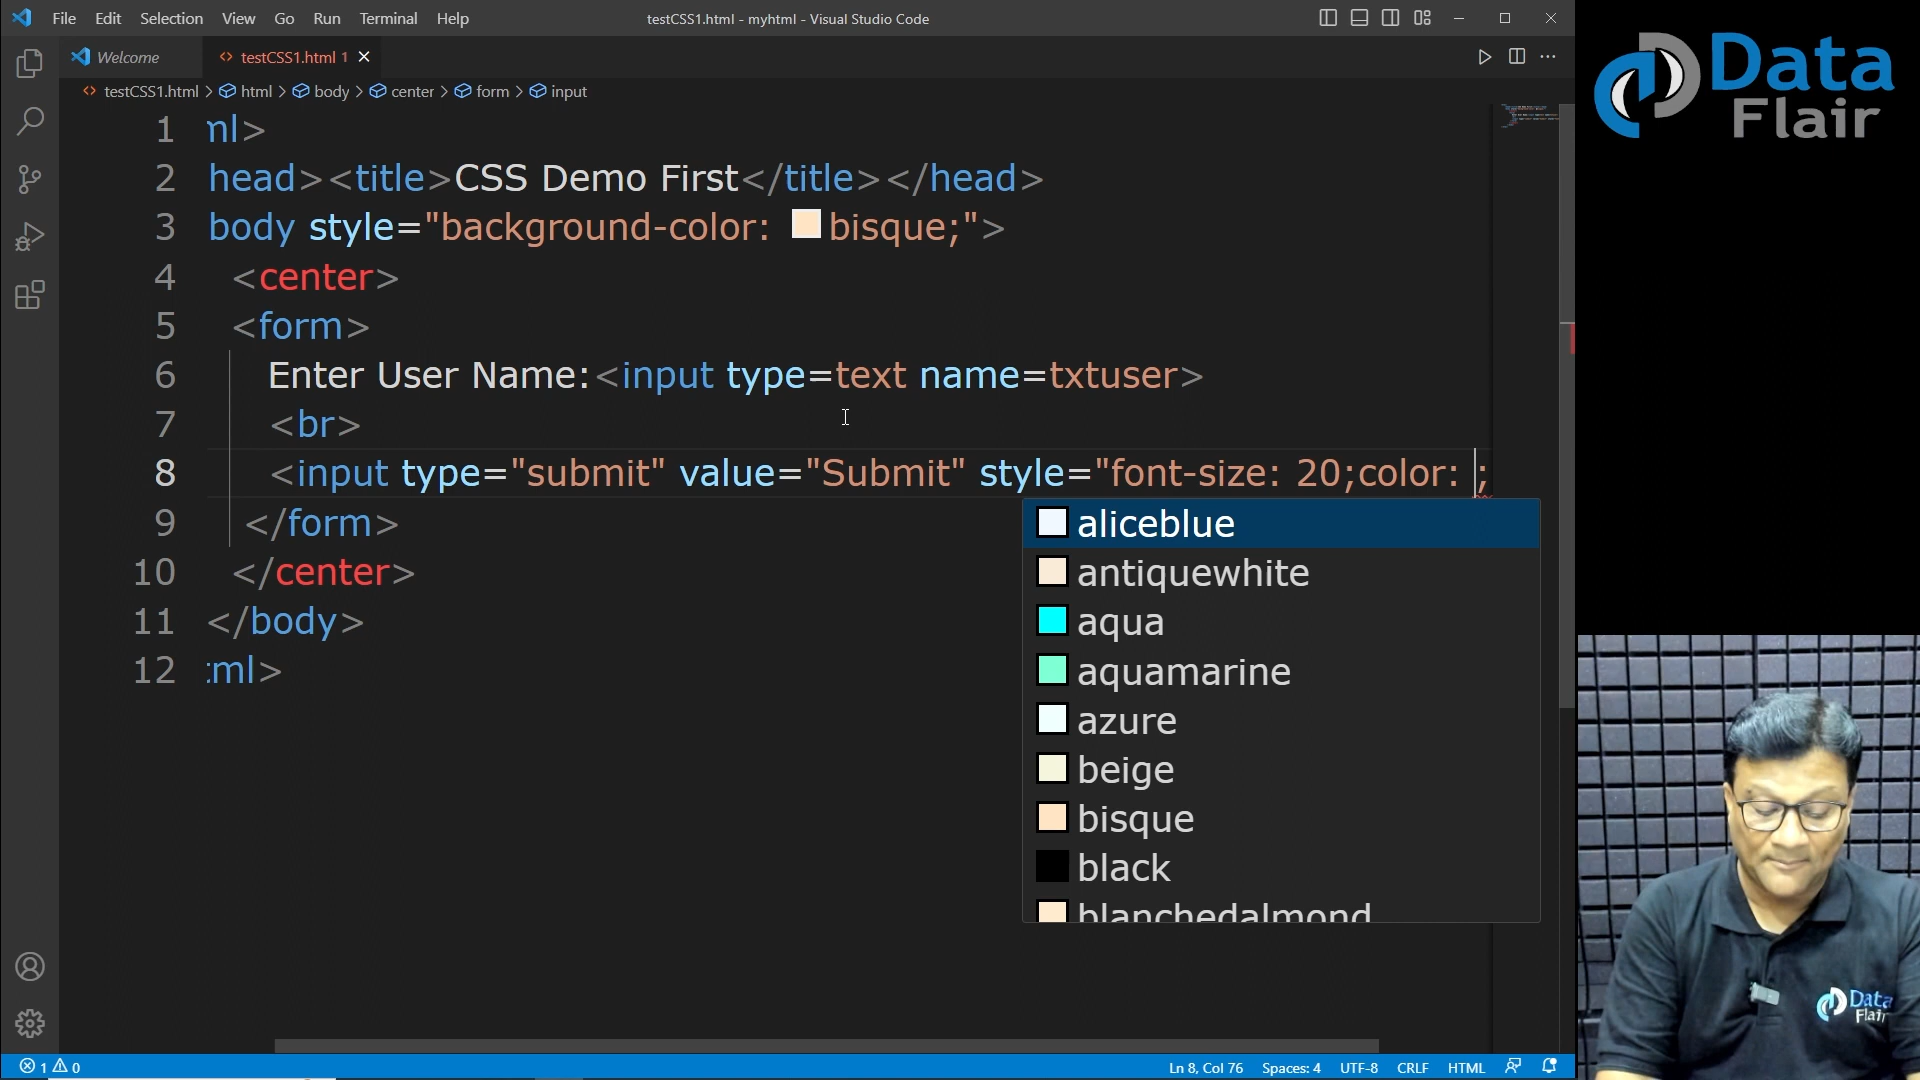 File Edit Selection View Go Run Terminal Help
testCSS1.html - myhtml - Visual Studio Code
Welcome
testCSS1.html 1
testCSS1.html > html > body > center > form > input
1 ml>
2 head><title>CSS Demo First</title></head>
3 body style="background-color: bisque;">
4 <center>
5 <form>
6 Enter User Name:<input type=text name=txtuser>
7 <br>
8 <input type="submit" value="Submit" style="font-size: 20;color: ;
9 </form>
10 </center>
11 </body>
12 tml>
aliceblue
antiquewhite
aqua
aquamarine
azure
beige
bisque
black
blanchedalmond
1 0
Ln 8, Col 76 Spaces: 4 UTF-8 CRLF HTML
Data
Flair
Data
Flair